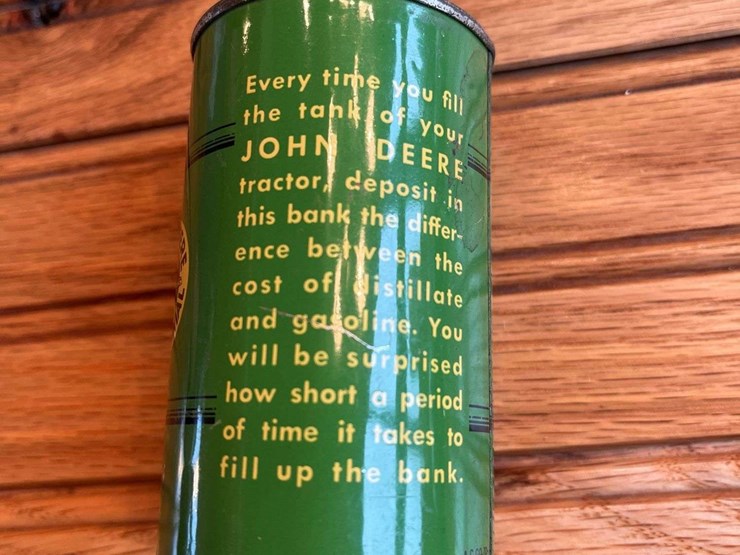 Every time you fill
the tank of your
JOHN DEERE
tractor, deposit in
this bank the differ-
ence between the
cost of distillate
and gasoline. You
will be surprised
how short a period
of time it takes to
fill up the bank.